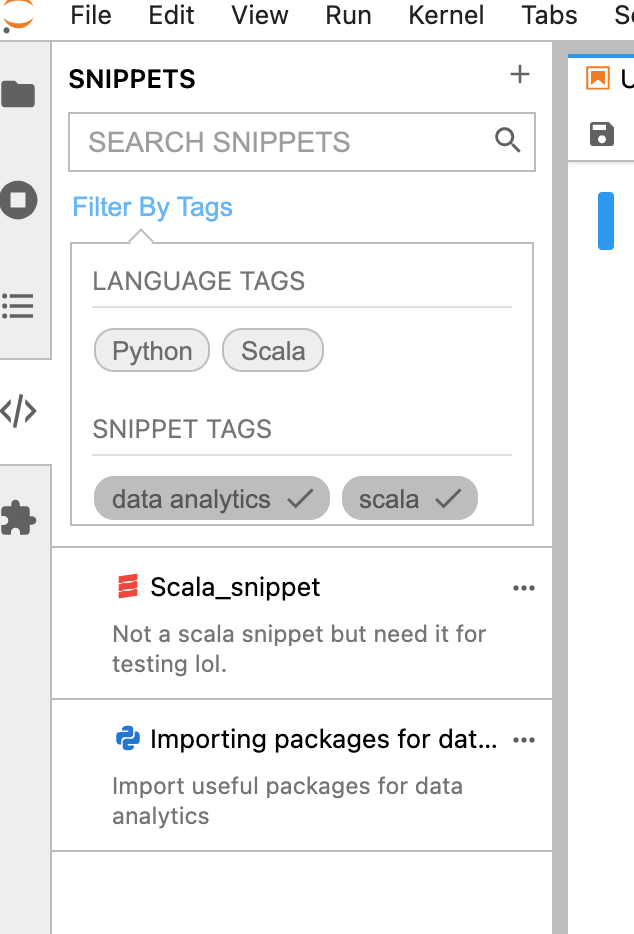 File Edit View Run Kernel Tabs
SNIPPETS
SEARCH SNIPPETS
Filter By Tags
LANGUAGE TAGS
Python Scala
SNIPPET TAGS
data analytics scala
Scala_snippet
Not a scala snippet but need it for
testing lol.
Importing packages for dat...
Import useful packages for data
analytics